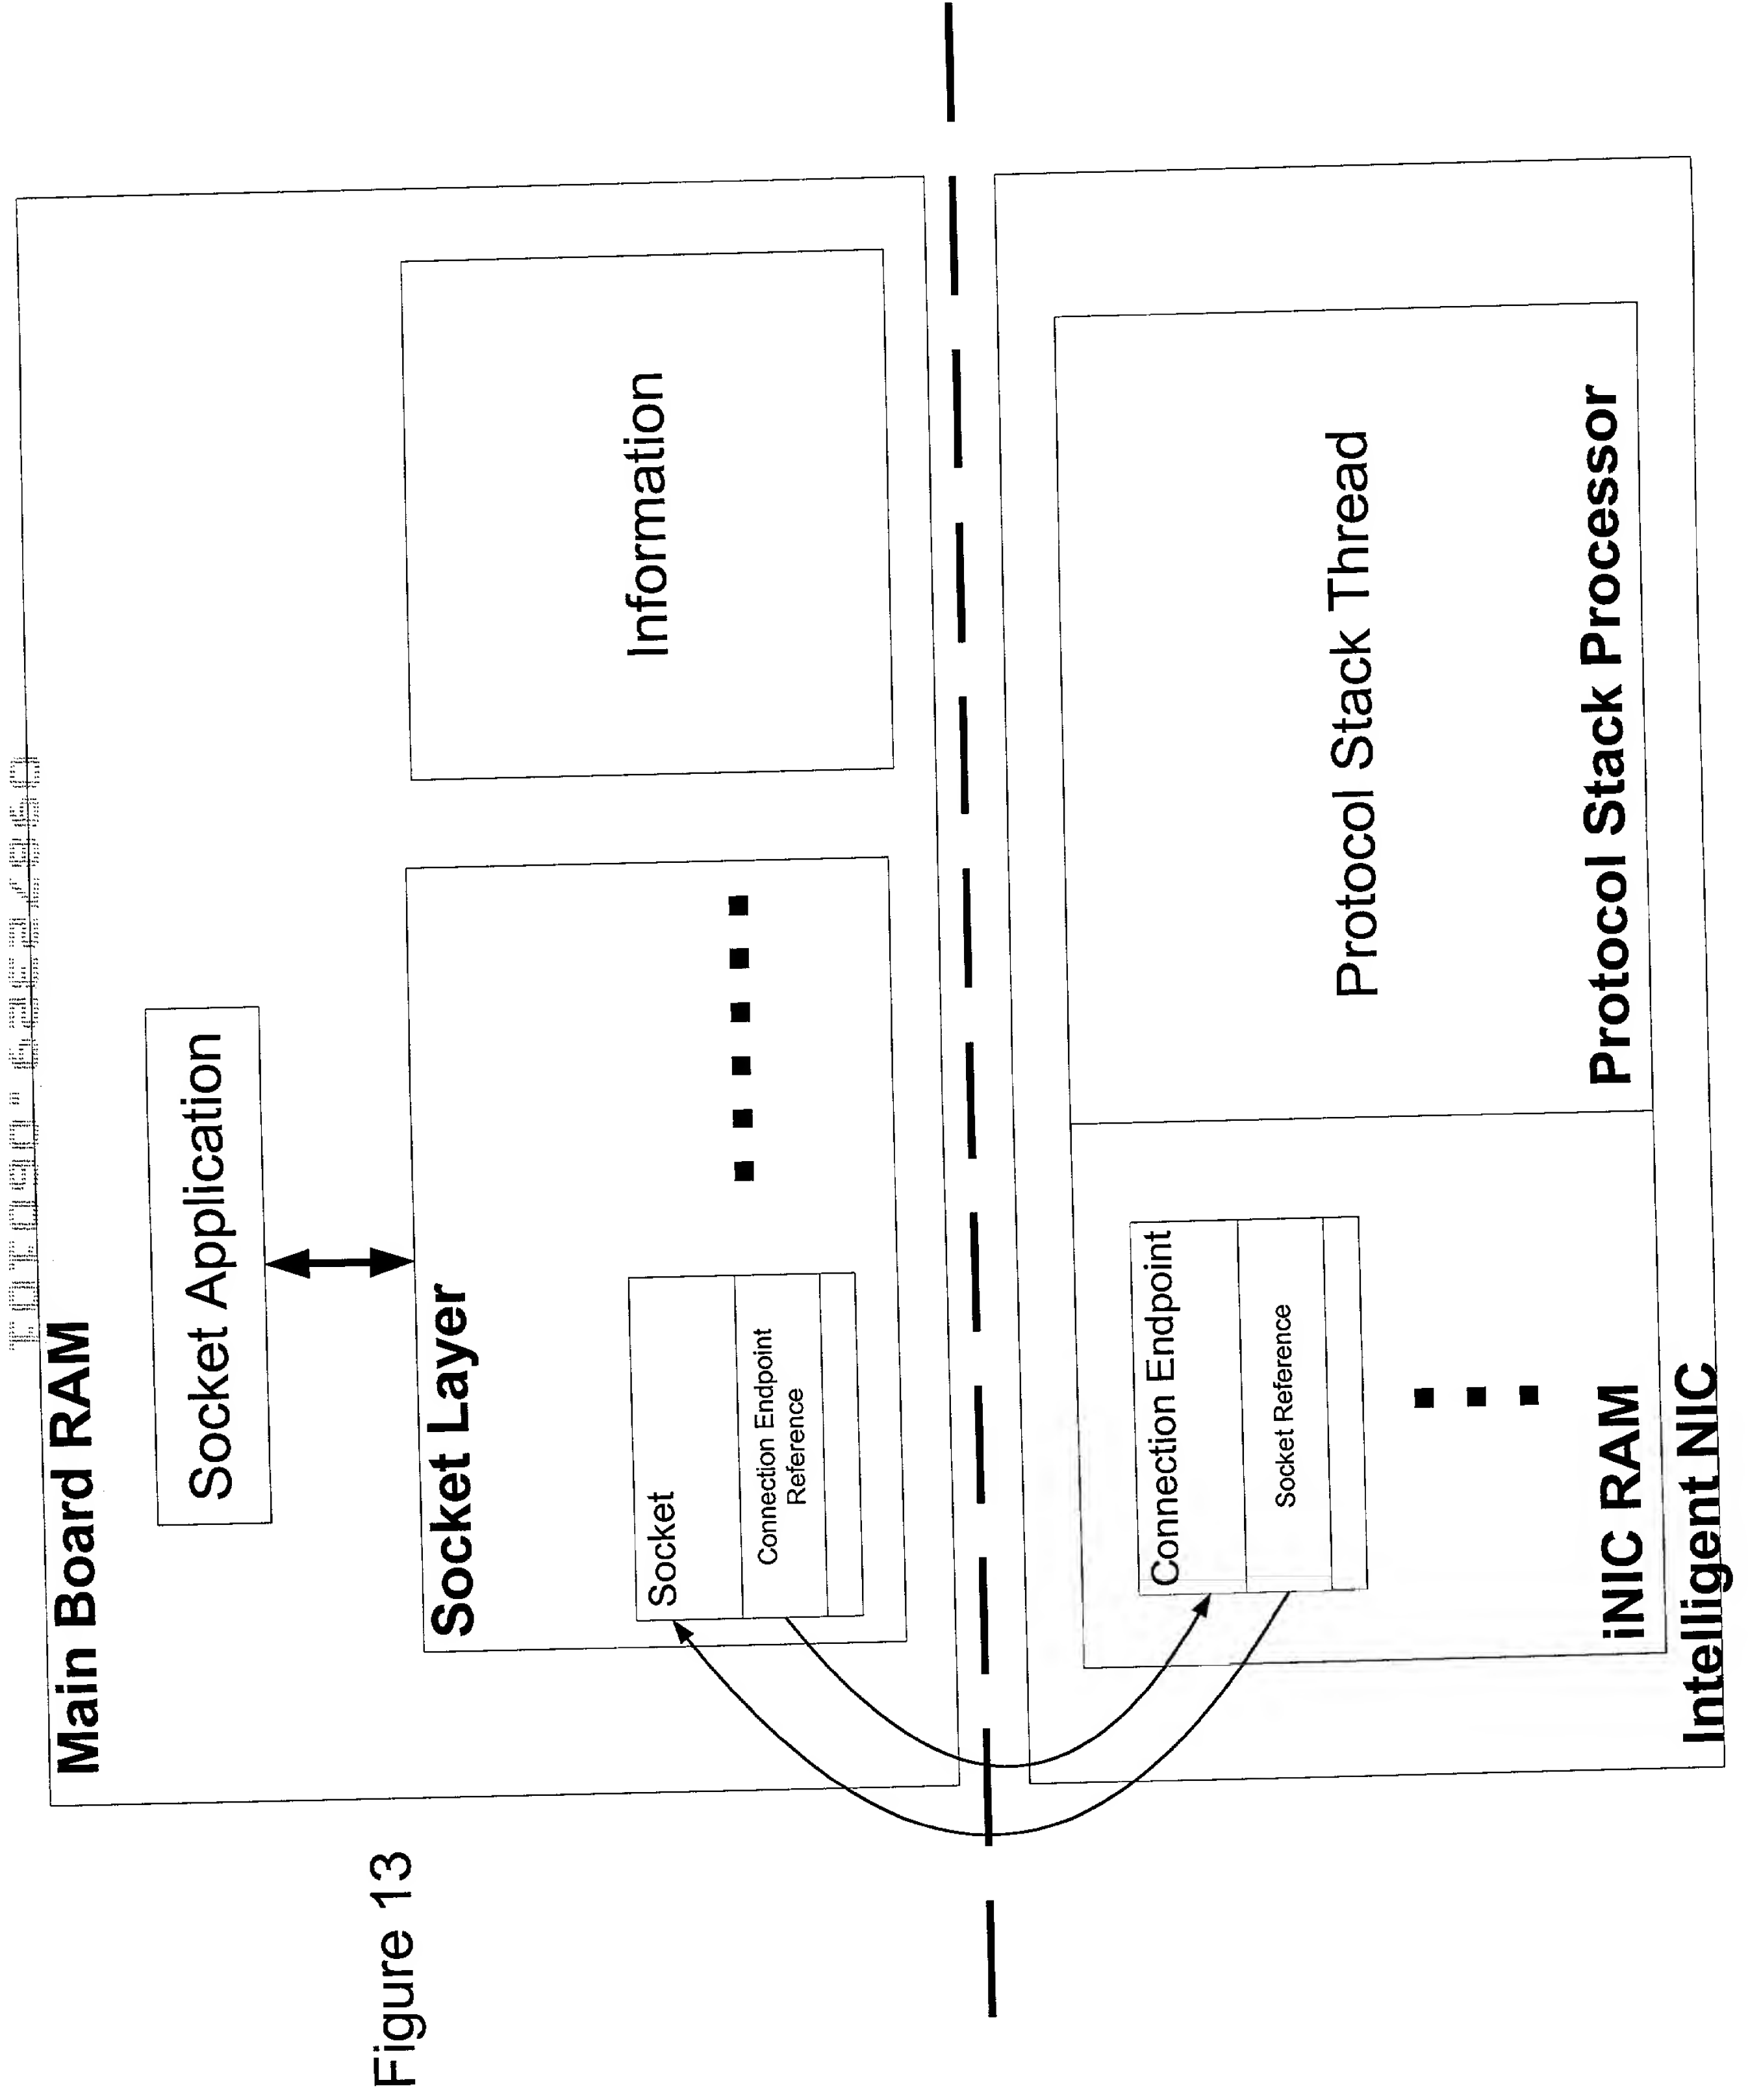 Figure 13
Main Board RAM
Socket Application
Socket Layer
Socket
Connection Endpoint
Reference
Information
Connection Endpoint
Socket Reference
iNIC RAM
Protocol Stack Thread
Protocol Stack Processor
Intelligent NIC